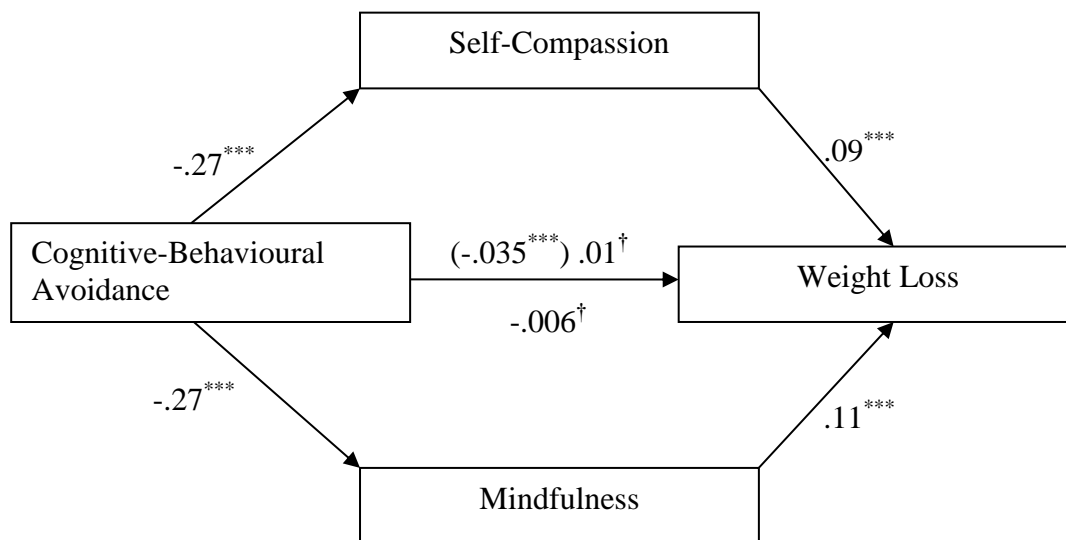 Self-Compassion
-.27***
.09***
Cognitive-Behavioural
Avoidance
(-.035***) .01†
-.006†
Weight Loss
-.27***
.11***
Mindfulness